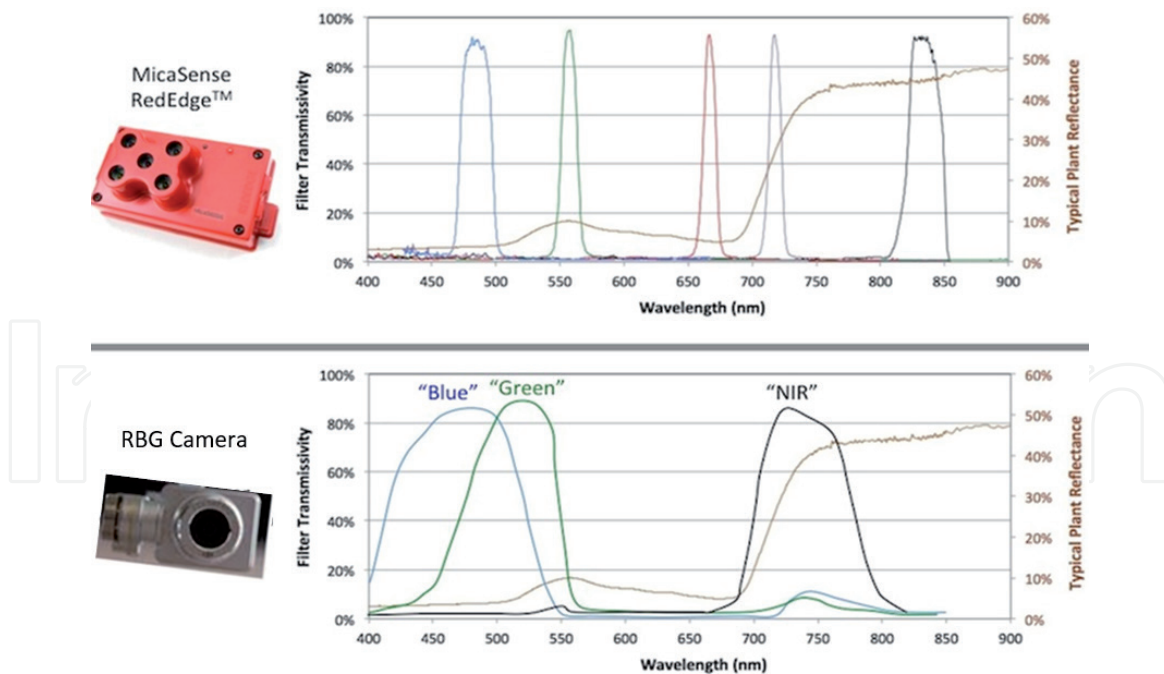 MicaSense
RedEdge™
Filter Transmissivity
100%
80%
60%
40%
20%
0%
60%
50%
40%
30%
20%
10%
0%
Typical Plant Reflectance
400 450 500 550 600 650 700 750 800 850 900
Wavelength (nm)
RBG Camera
Filter Transmissivity
100%
80%
60%
40%
20%
0%
“Blue” “Green” “NIR”
60%
50%
40%
30%
20%
10%
0%
Typical Plant Reflectance
400 450 500 550 600 650 700 750 800 850 900
Wavelength (nm)